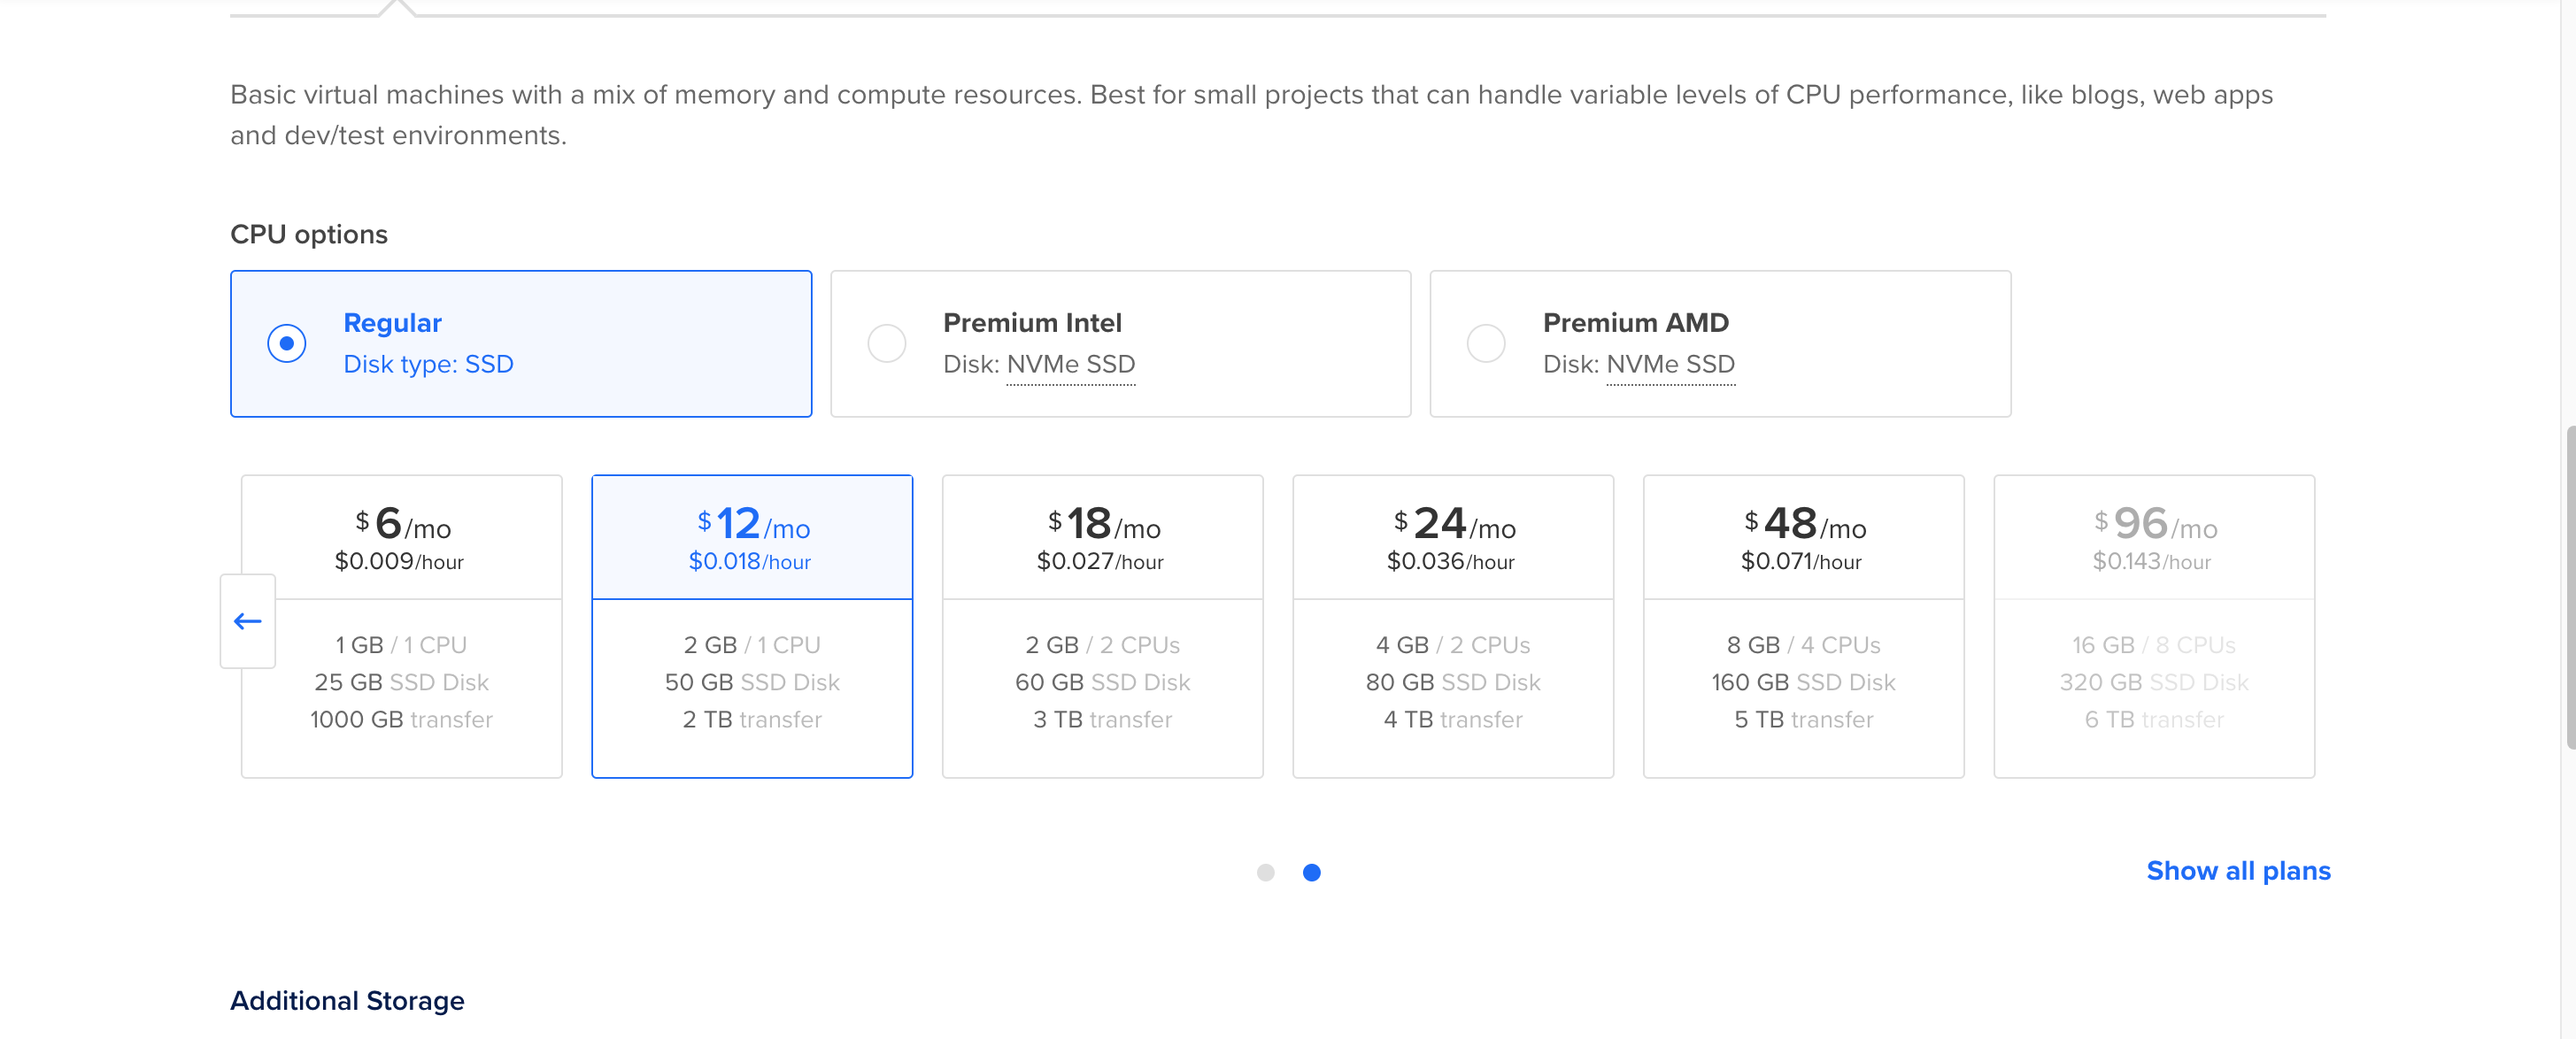 Basic virtual machines with a mix of memory and compute resources. Best for small projects that can handle variable levels of CPU performance, like blogs, web apps
and dev/test environments.
CPU options
Regular
Disk type: SSD
Premium Intel
Disk: NVMe SSD
Premium AMD
Disk: NVMe SSD
$6/mo
$0.009/hour
1 GB / 1 CPU
25 GB SSD Disk
1000 GB transfer
$12/mo
$0.018/hour
2 GB / 1 CPU
50 GB SSD Disk
2 TB transfer
$18/mo
$0.027/hour
2 GB / 2 CPUs
60 GB SSD Disk
3 TB transfer
$24/mo
$0.036/hour
4 GB / 2 CPUs
80 GB SSD Disk
4 TB transfer
$48/mo
$0.071/hour
8 GB / 4 CPUs
160 GB SSD Disk
5 TB transfer
$96/mo
$0.143/hour
16 GB / 8 CPUs
320 GB SSD Disk
6 TB transfer
Show all plans
Additional Storage